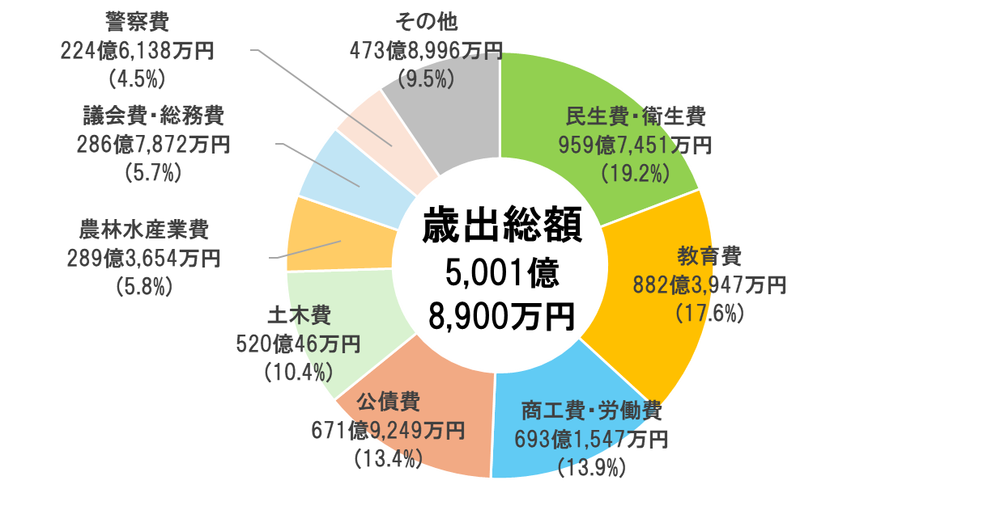 警察費
224億6,138万円
(4.5%)
その他
473億8,996万円
(9.5%)
議会費・総務費
286億7,872万円
(5.7%)
民生費・衛生費
959億7,451万円
(19.2%)
農林水産業費
289億3,654万円
(5.8%)
歳出総額
5,001億
8,900万円
教育費
882億3,947万円
(17.6%)
土木費
520億46万円
(10.4%)
公債費
671億9,249万円
(13.4%)
商工費・労働費
693億1,547万円
(13.9%)